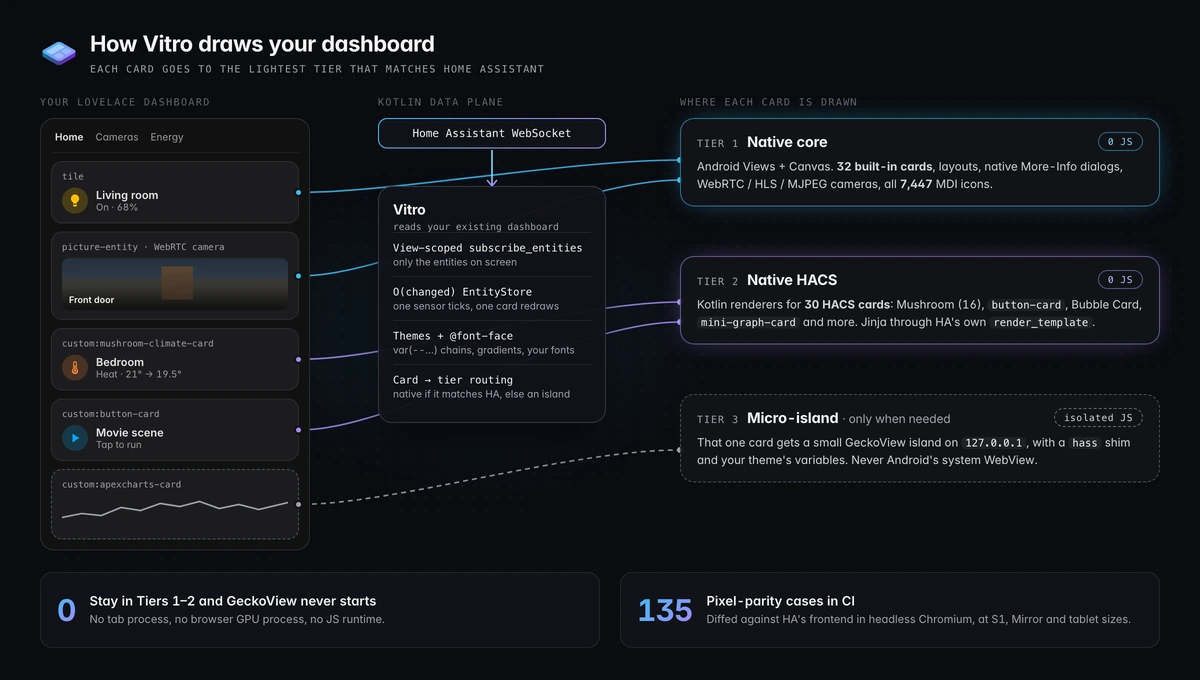 How Vitro draws your dashboard
EACH CARD GOES TO THE LIGHTEST TIER THAT MATCHES HOME ASSISTANT
YOUR LOVELACE DASHBOARD
Home Cameras Energy
tile
Living room
On · 68%
picture-entity · WebRTC camera
Front door
custom:mushroom-climate-card
Bedroom
Heat · 21° → 19.5°
custom:button-card
Movie scene
Tap to run
custom:apexcharts-card
KOTLIN DATA PLANE
Home Assistant WebSocket
Vitro
reads your existing dashboard
View-scoped subscribe_entities
only the entities on screen
O(changed) EntityStore
one sensor ticks, one card redraws
Themes + @font-face
var(--…) chains, gradients, your fonts
Card → tier routing
native if it matches HA, else an island
WHERE EACH CARD IS DRAWN
TIER 1 Native core 0 JS
Android Views + Canvas. 32 built-in cards, layouts, native More-Info dialogs,
WebRTC / HLS / MJPEG cameras, all 7,447 MDI icons.
TIER 2 Native HACS 0 JS
Kotlin renderers for 30 HACS cards: Mushroom (16), button-card, Bubble Card,
mini-graph-card and more. Jinja through HA's own render_template.
TIER 3 Micro-island · only when needed isolated JS
That one card gets a small GeckoView island on 127.0.0.1, with a hass shim
and your theme's variables. Never Android's system WebView.
0 Stay in Tiers 1–2 and GeckoView never starts
No tab process, no browser GPU process, no JS runtime.
135 Pixel-parity cases in CI
Diffed against HA's frontend in headless Chromium, at S1, Mirror and tablet sizes.